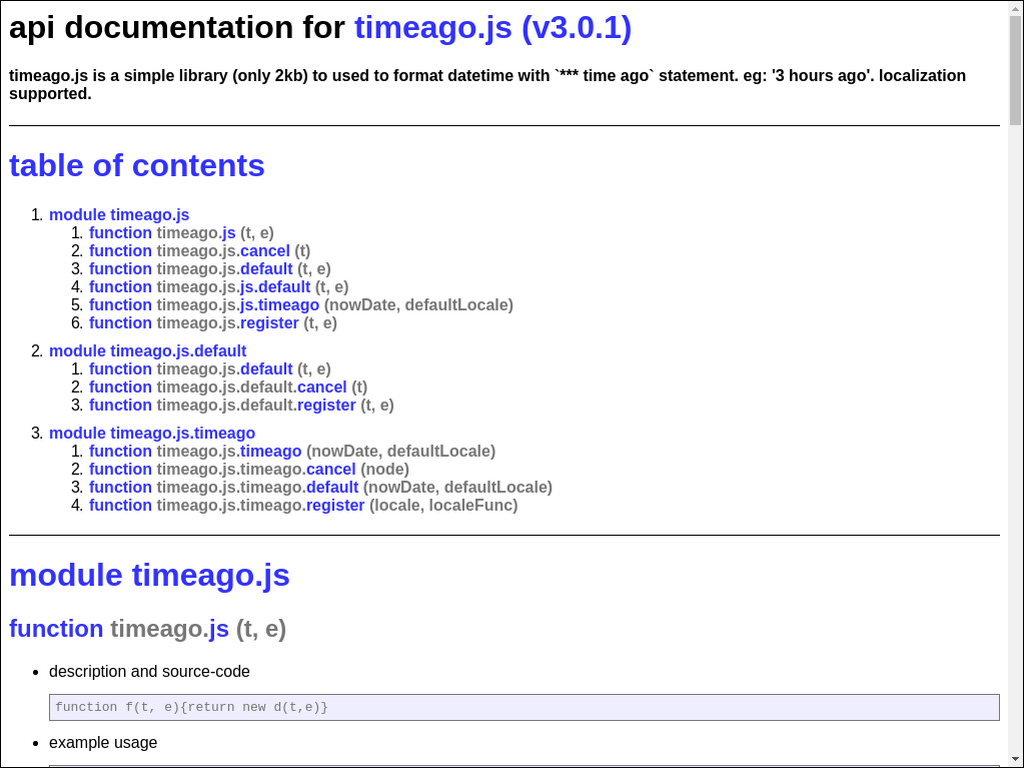 api documentation for timeago.js (v3.0.1)
timeago.js is a simple library (only 2kb) to used to format datetime with `*** time ago` statement. eg: '3 hours ago'. localization
supported.
table of contents
1. module timeago.js
1. function timeago.js (t, e)
2. function timeago.js.cancel (t)
3. function timeago.js.default (t, e)
4. function timeago.js.js.default (t, e)
5. function timeago.js.js.timeago (nowDate, defaultLocale)
6. function timeago.js.register (t, e)
2. module timeago.js.default
1. function timeago.js.default (t, e)
2. function timeago.js.default.cancel (t)
3. function timeago.js.default.register (t, e)
3. module timeago.js.timeago
1. function timeago.js.timeago (nowDate, defaultLocale)
2. function timeago.js.timeago.cancel (node)
3. function timeago.js.timeago.default (nowDate, defaultLocale)
4. function timeago.js.timeago.register (locale, localeFunc)
module timeago.js
function timeago.js (t, e)
• description and source-code
function f(t, e){return new d(t,e)}
• example usage